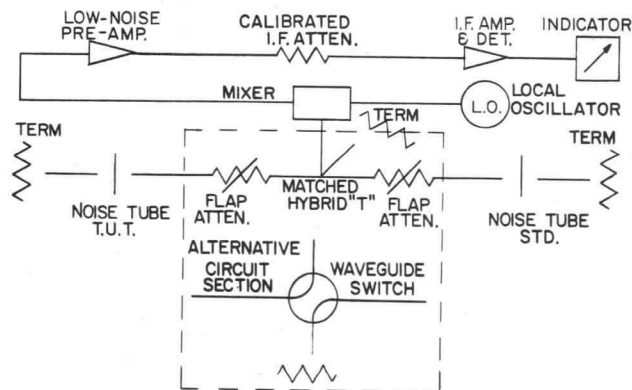 LOW-NOISE
PRE-AMP.
CALIBRATED
I.F. ATTEN.
I.F. AMP.
& DET.
INDICATOR
MIXER
L.O.
LOCAL
OSCILLATOR
TERM
TERM
TERM
NOISE TUBE
T.U.T.
FLAP
ATTEN.
MATCHED
HYBRID "T"
FLAP
ATTEN.
NOISE TUBE
STD.
ALTERNATIVE
CIRCUIT
SECTION
WAVEGUIDE
SWITCH